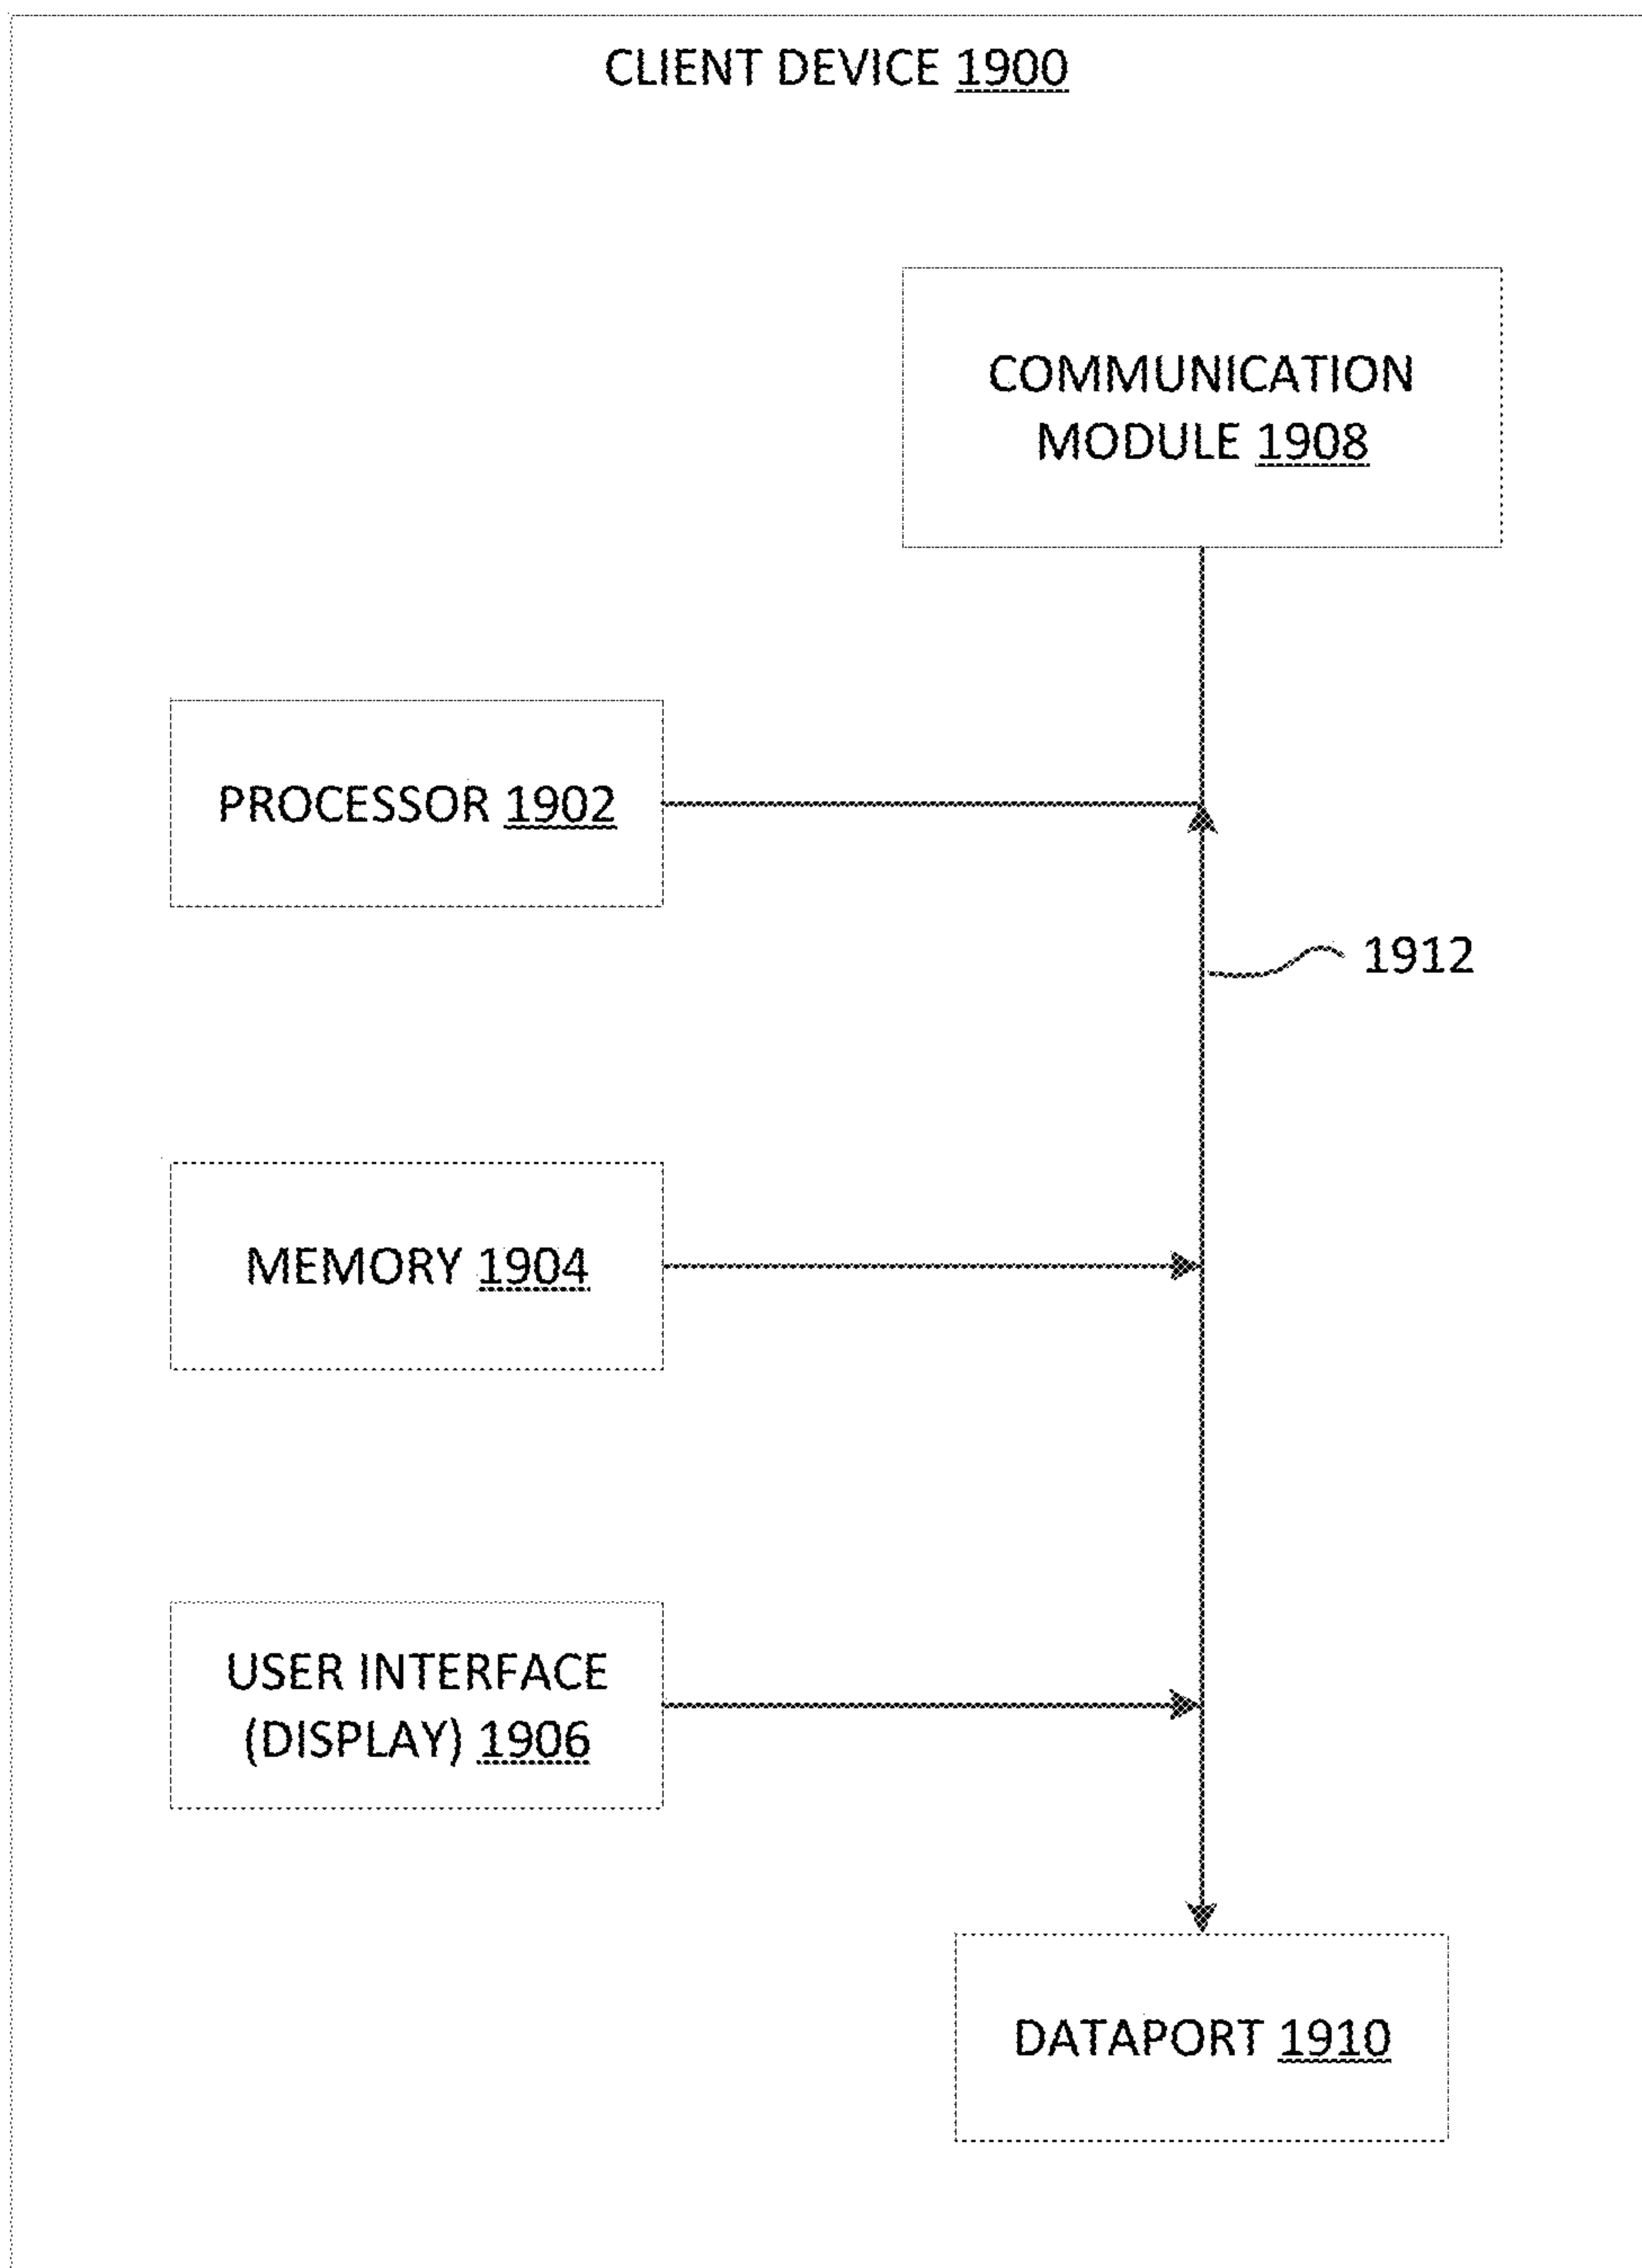 CLIENT DEVICE 1900
COMMUNICATION
MODULE 1908
PROCESSOR 1902
1912
MEMORY 1904
USER INTERFACE
(DISPLAY) 1906
DATAPORT 1910